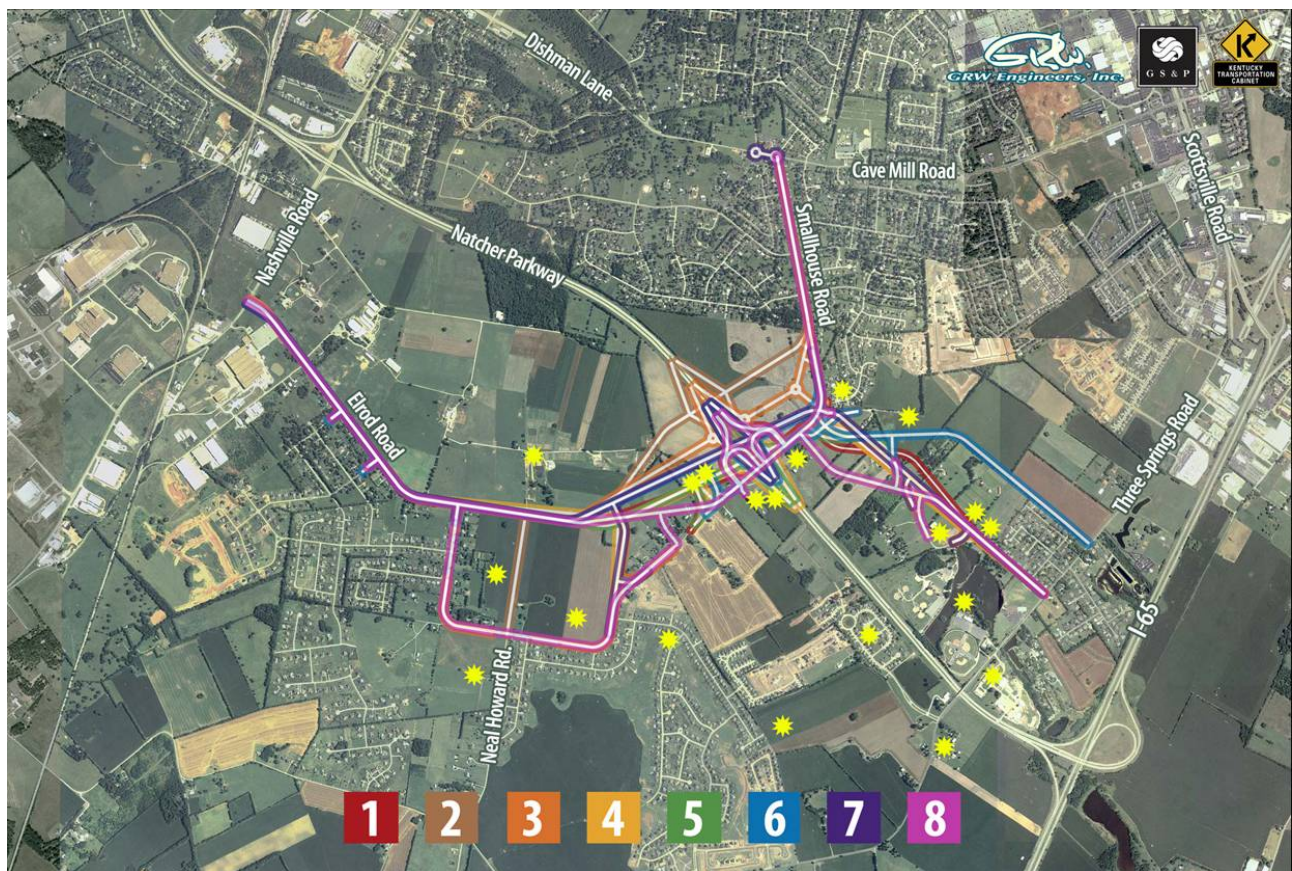 Dishman Lane
GRW
GRW Engineers, Inc.
GS&P
K
KENTUCKY
TRANSPORTATION
CABINET
Scottsville Road
Cave Mill Road
Nashville Road
Natcher Parkway
Smallhouse Road
Elrod Road
Three Springs Road
I-65
Neal Howard Rd.
1 2 3 4 5 6 7 8